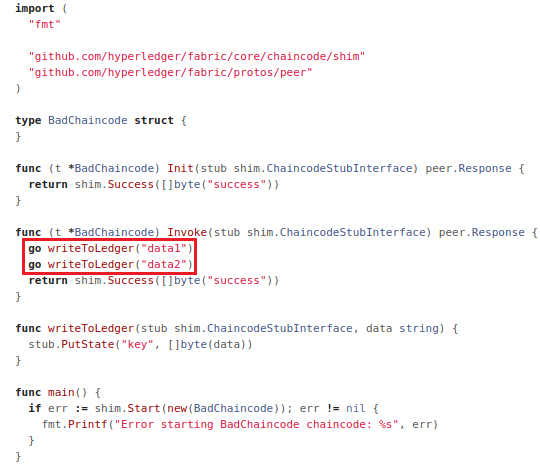 import (
"fmt"
"github.com/hyperledger/fabric/core/chaincode/shim"
"github.com/hyperledger/fabric/protos/peer"
)
type BadChaincode struct {
}
func (t *BadChaincode) Init(stub shim.ChaincodeStubInterface) peer.Response {
return shim.Success([]byte("success"))
}
func (t *BadChaincode) Invoke(stub shim.ChaincodeStubInterface) peer.Response {
go writeToLedger("data1")
go writeToLedger("data2")
return shim.Success([]byte("success"))
}
func writeToLedger(stub shim.ChaincodeStubInterface, data string) {
stub.PutState("key", []byte(data))
}
func main() {
if err := shim.Start(new(BadChaincode)); err != nil {
fmt.Printf("Error starting BadChaincode chaincode: %s", err)
}
}